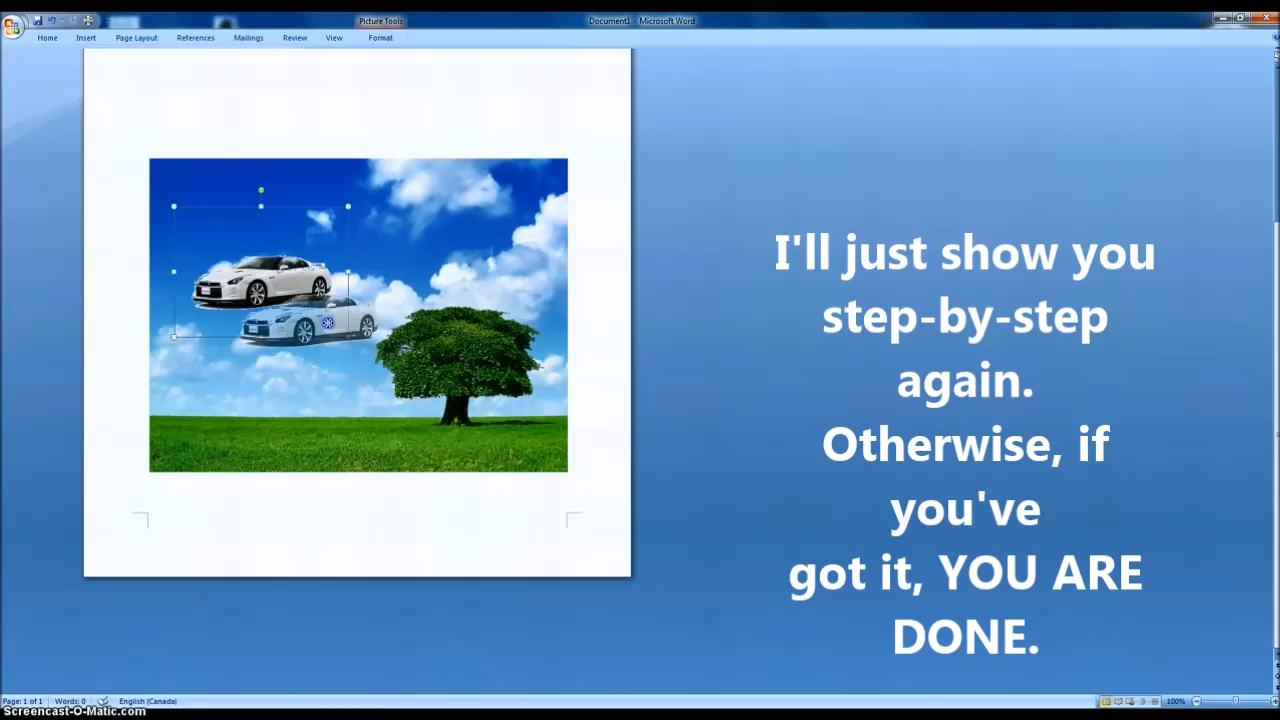 Picture Tools
Document1 - Microsoft Word
Home Insert Page Layout References Mailings Review View Format
I'll just show you
step-by-step
again.
Otherwise, if
you've
got it, YOU ARE
DONE.
Page: 1 of 1 Words: 0 English (Canada) 100%
Screencast-O-Matic.com